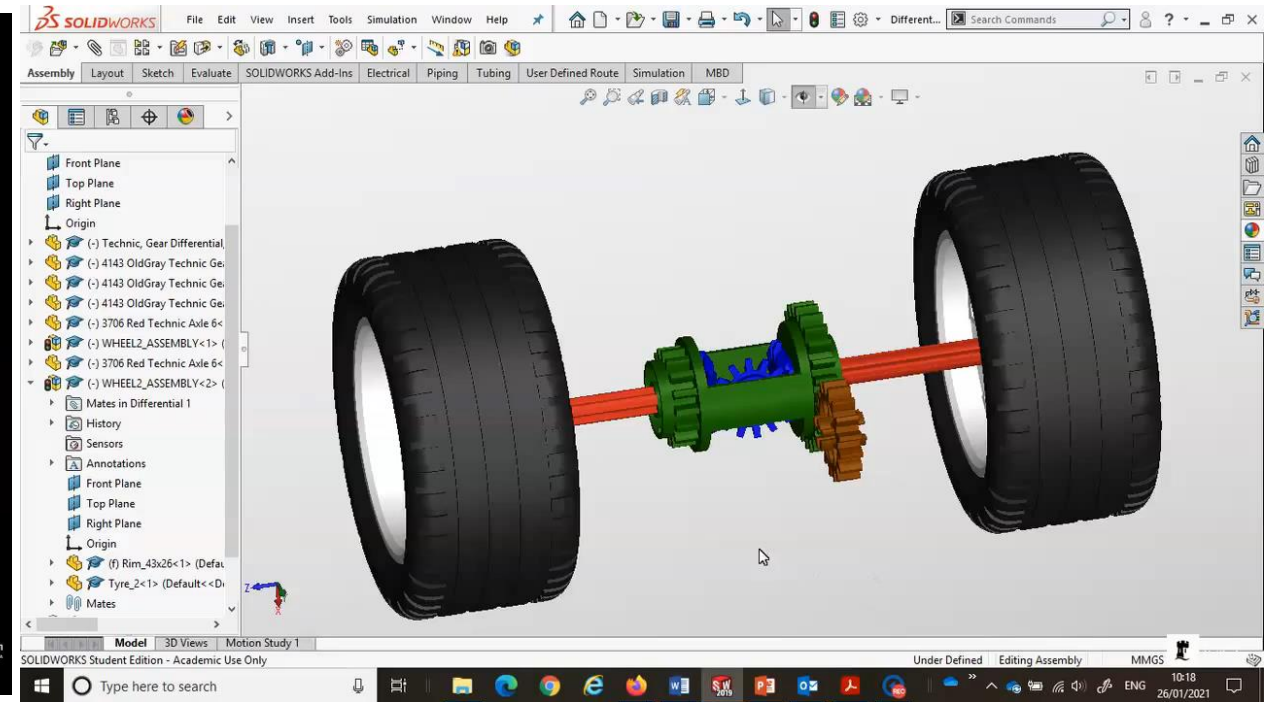 SOLIDWORKS File Edit View Insert Tools Simulation Window Help Different... Search Commands
Assembly Layout Sketch Evaluate SOLIDWORKS Add-Ins Electrical Piping Tubing User Defined Route Simulation MBD
Front Plane
Top Plane
Right Plane
Origin
(-) Technic, Gear Differential,
(-) 4143 OldGray Technic Ge
(-) 4143 OldGray Technic Ge
(-) 4143 OldGray Technic Ge
(-) 3706 Red Technic Axle 6<
(-) WHEEL2_ASSEMBLY<1> (
(-) 3706 Red Technic Axle 6<
(-) WHEEL2_ASSEMBLY<2> (
Mates in Differential 1
History
Sensors
Annotations
Front Plane
Top Plane
Right Plane
Origin
(f) Rim_43x26<1> (Defau
Tyre_2<1> (Default<<D
Mates
Z
X
Model 3D Views Motion Study 1
SOLIDWORKS Student Edition - Academic Use Only Under Defined Editing Assembly MMGS
Type here to search ENG 10:18
26/01/2021